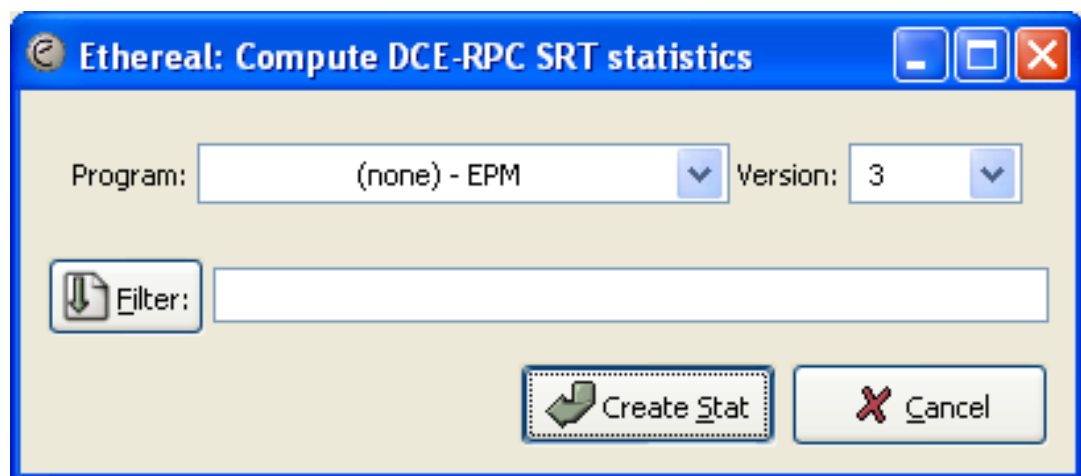 Ethereal: Compute DCE-RPC SRT statistics
Program: (none) - EPM Version: 3
Filter:
Create Stat Cancel